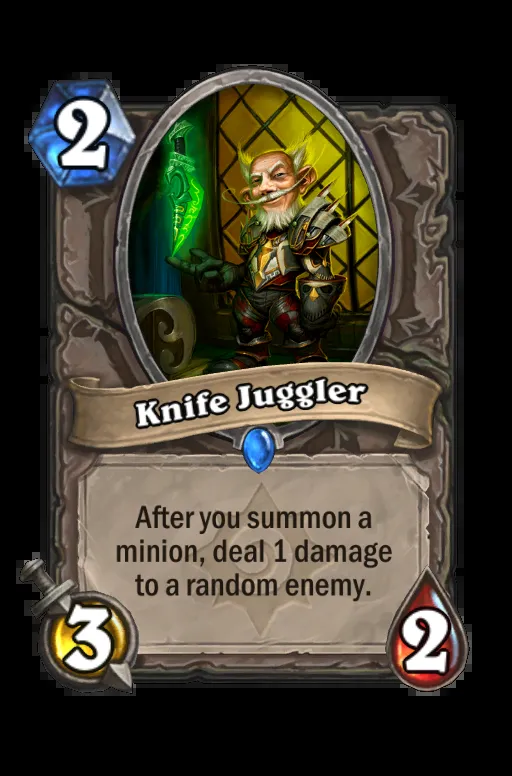 2
Knife Juggler
After you summon a
minion, deal 1 damage
to a random enemy.
3
2